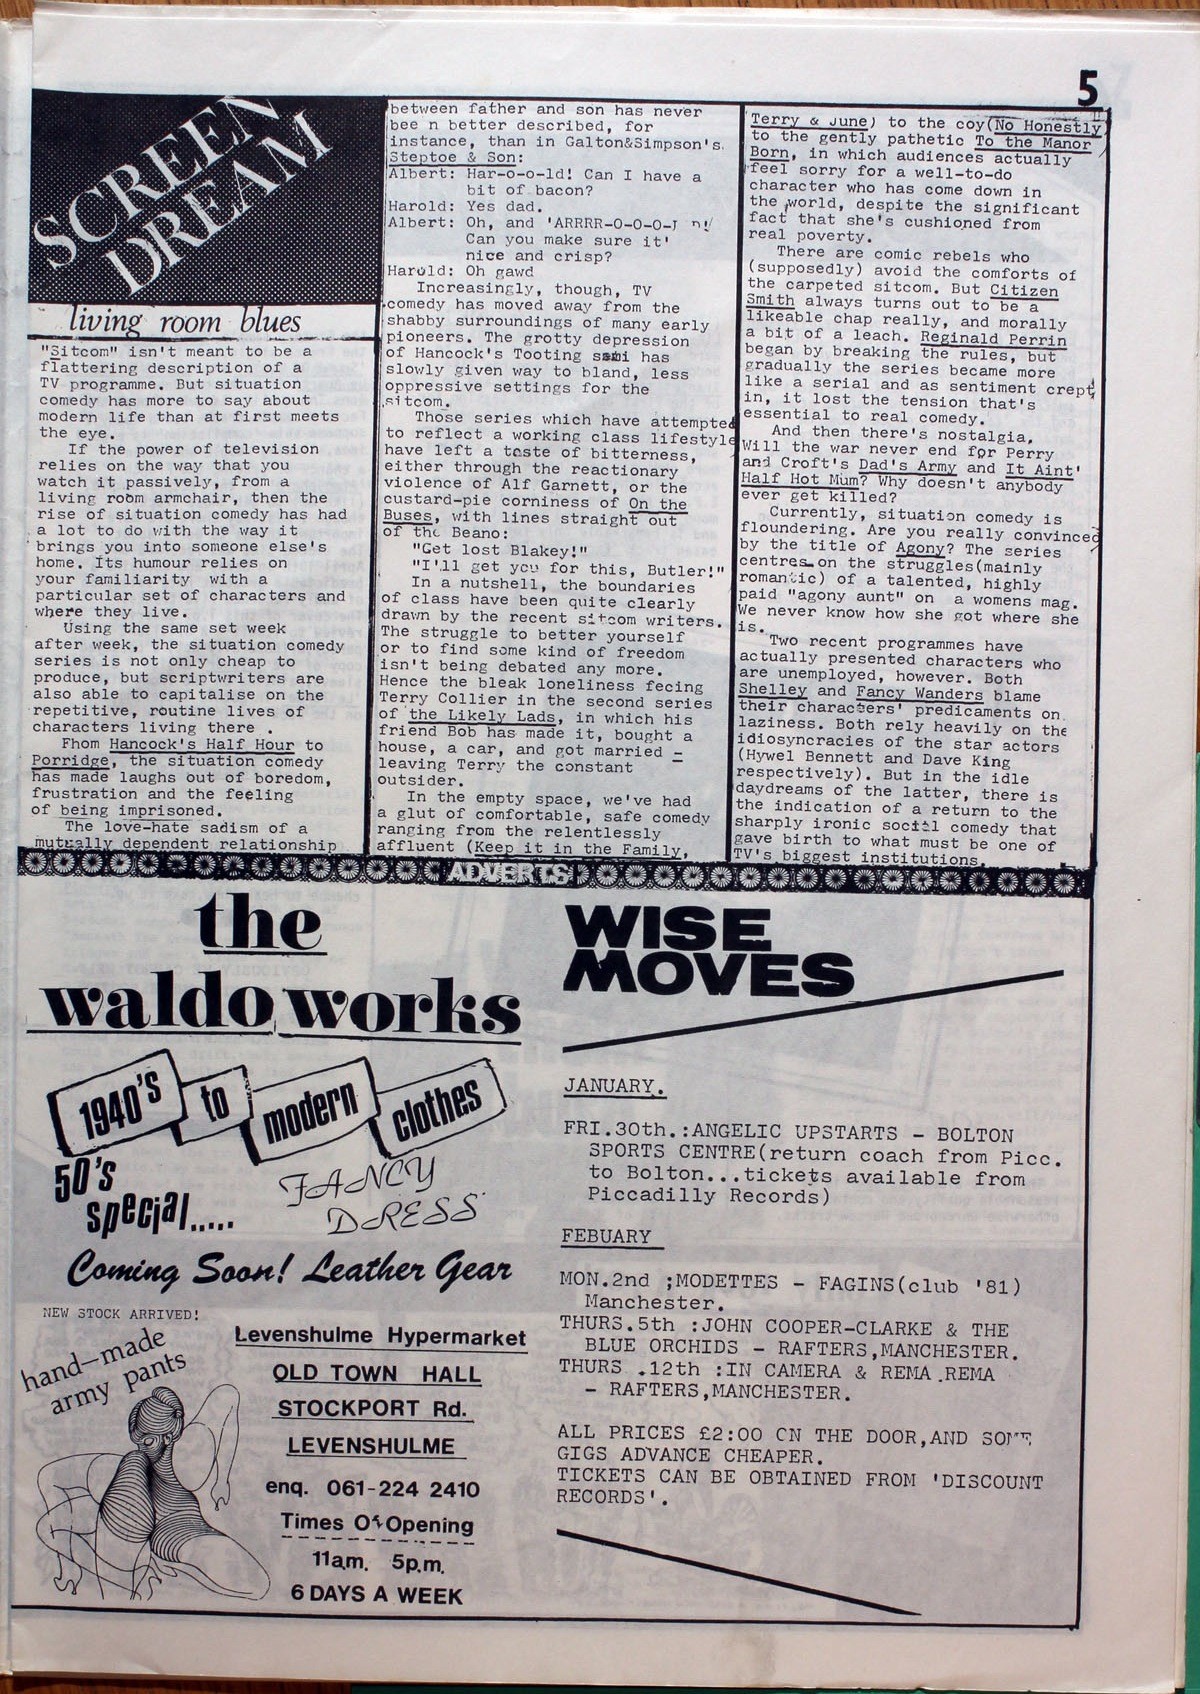 5
SCREEN
DREAM
living room blues
"Sitcom" isn't meant to be a
flattering description of a
TV programme. But situation
comedy has more to say about
modern life than at first meets
the eye.
If the power of television
relies on the way that you
watch it passively, from a
living robm armchair, then the
rise of situation comedy has had
a lot to do with the way it
brings you into someone else's
home. Its humour relies on
your familiarity with a
particular set of characters and
where they live.
Using the same set week
after week, the situation comedy
series is not only cheap to
produce, but scriptwriters are
also able to capitalise on the
repetitive, routine lives of
characters living there .
Fhom Hancock's Half Hour to
Porridge, the situation comedy
has made laughs out of boredom,
frustration and the feeling
of being imprisoned.
The love-hate sadism of a
mutually dependent relationship
between father and son has never
bee n better described, for
instance, than in Galton&Simpson's
Steptoe & Son:
Albert: Har-o-o-ld! Can I have a
bit of bacon?
Harold: Yes dad.
Albert: Oh, and 'ARRRR-O-O-O-
Can you make sure it'
nice and crisp?
Harold: Oh gawd
Increasingly, though, TV
comedy has moved away from the
shabby surroundings of many early
pioneers. The grotty depression
of Hancock's Tooting semi has
slowly given way to bland, less
oppressive settings for the
sitcom.
Those series which have attempted
to reflect a working class lifestyle
have left a taste of bitterness,
either through the reactionary
violence of Alf Garnett, or the
custard-pie corniness of On the
Buses, with lines straight out
of the Beano:
"Get lost Blakey!"
"I'll get you for this, Butler!"
In a nutshell, the boundaries
of class have been quite clearly
drawn by the recent sitcom writers.
The struggle to better yourself
or to find some kind of freedom
isn't being debated any more.
Hence the bleak loneliness fecing
Terry Collier in the second series
of the Likely Lads, in which his
friend Bob has made it, bought a
house, a car, and got married -
leaving Terry the constant
outsider.
In the empty space, we've had
a glut of comfortable, safe comedy
ranging from the relentlessly
affluent (Keep it in the Family,
Terry & June) to the coy(No Honestly)
to the gently pathetic To the Manor
Born, in which audiences actually
feel sorry for a well-to-do
character who has come down in
the world, despite the significant
fact that she's cushioned from
real poverty.
There are comic rebels who
(supposedly) avoid the comforts of
the carpeted sitcom. But Citizen
Smith always turns out to be a
likeable chap really, and morally
a bit of a leach. Reginald Perrin
began by breaking the rules, but
gradually the series became more
like a serial and as sentiment crept
in, it lost the tension that's
essential to real comedy.
And then there's nostalgia.
Will the war never end for Perry
and Croft's Dad's Army and It Aint'
Half Hot Mum? Why doesn't anybody
ever get killed?
Currently, situation comedy is
floundering. Are you really convinced
by the title of Agony? The series
centres on the struggles(mainly
romantic) of a talented, highly
paid "agony aunt" on a womens mag.
We never know how she got where she
is.
Two recent programmes have
actually presented characters who
are unemployed, however. Both
Shelley and Fancy Wanders blame
their characters' predicaments on
laziness. Both rely heavily on the
idiosyncracies of the star actors
(Hywel Bennett and Dave King
respectively). But in the idle
daydreams of the latter, there is
the indication of a return to the
sharply ironic social comedy that
gave birth to what must be one of
TV's biggest institutions.
ADVERTS
the
waldo works
1940's to modern clothes
50's
special.....
FANCY
DRESS
Coming Soon! Leather Gear
NEW STOCK ARRIVED!
hand-made
army pants
Levenshulme Hypermarket
OLD TOWN HALL
STOCKPORT Rd.
LEVENSHULME
enq. 061-224 2410
Times Of Opening
11a.m. 5p.m.
6 DAYS A WEEK
WISE
MOVES
JANUARY.
FRI.30th.:ANGELIC UPSTARTS - BOLTON
SPORTS CENTRE(return coach from Picc.
to Bolton...tickets available from
Piccadilly Records)
FEBUARY
MON.2nd ;MODETTES - FAGINS(club '81)
Manchester.
THURS.5th :JOHN COOPER-CLARKE & THE
BLUE ORCHIDS - RAFTERS,MANCHESTER.
THURS .12th :IN CAMERA & REMA.REMA
- RAFTERS,MANCHESTER.
ALL PRICES £2:00 ON THE DOOR,AND SOME
GIGS ADVANCE CHEAPER.
TICKETS CAN BE OBTAINED FROM 'DISCOUNT
RECORDS'.